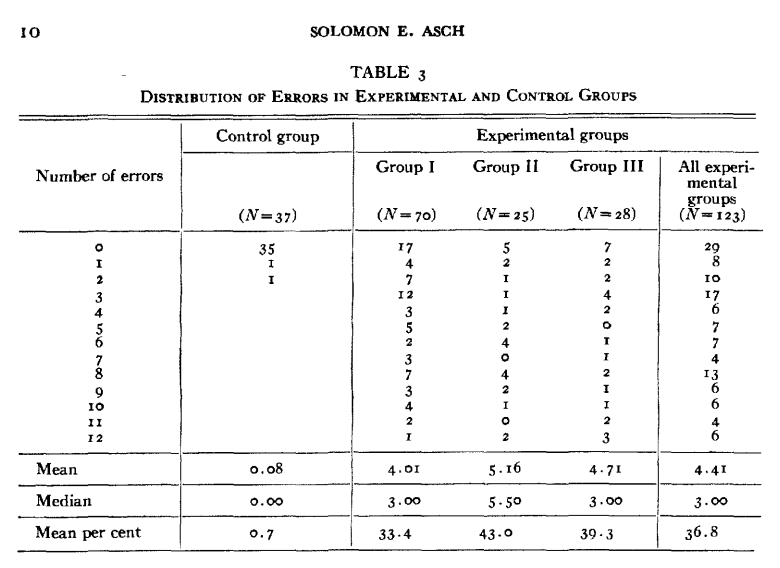 10 SOLOMON E. ASCH
TABLE 3
DISTRIBUTION OF ERRORS IN EXPERIMENTAL AND CONTROL GROUPS
Control group Experimental groups
Number of errors Group I Group II Group III All experi-
mental
groups
(N=37) (N=70) (N=25) (N=28) (N=123)
0 35 17 5 7 29
1 1 4 2 2 8
2 1 7 1 2 10
3 12 1 4 17
4 3 1 2 6
5 5 2 0 7
6 2 4 1 7
7 3 0 1 4
8 7 4 2 13
9 3 2 1 6
10 4 1 1 6
11 2 0 2 4
12 1 2 3 6
Mean 0.08 4.01 5.16 4.71 4.41
Median 0.00 3.00 5.50 3.00 3.00
Mean per cent 0.7 33.4 43.0 39.3 36.8